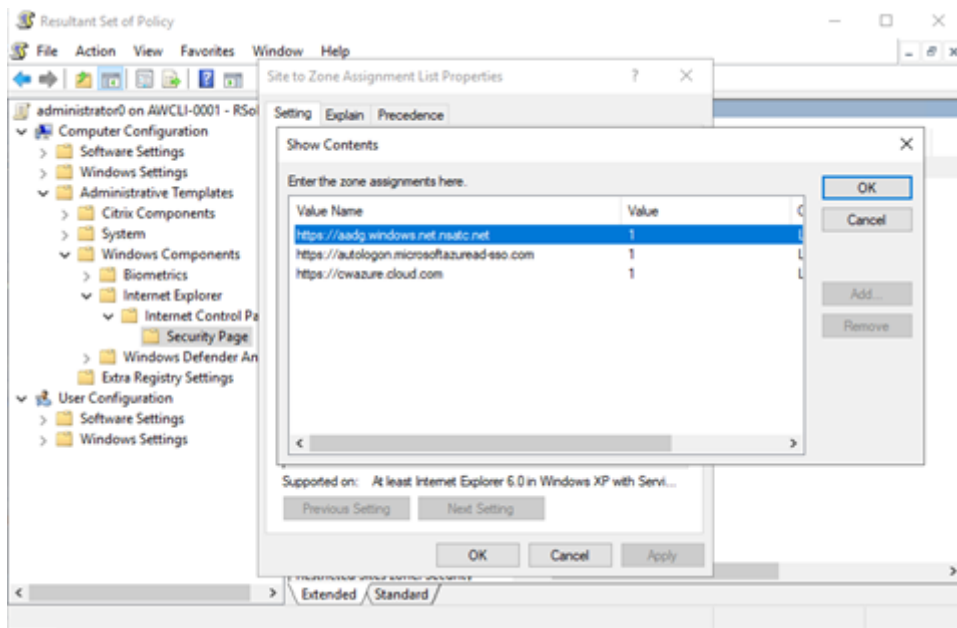 Resultant Set of Policy
File Action View Favorites Window Help
administrator0 on AWCLI-0001 - RSo
Computer Configuration
Software Settings
Windows Settings
Administrative Templates
Citrix Components
System
Windows Components
Biometrics
Internet Explorer
Internet Control Pa
Security Page
Windows Defender An
Extra Registry Settings
User Configuration
Software Settings
Windows Settings
Site to Zone Assignment List Properties
Setting Explain Precedence
Show Contents
Enter the zone assignments here.
Value Name Value
https://aadg.windows.net.nsatc.net 1
https://autologon.microsoftazuread-sso.com 1
https://cwazure.cloud.com 1
OK
Cancel
Add...
Remove
Supported on: At least Internet Explorer 6.0 in Windows XP with Servi...
Previous Setting Next Setting
OK Cancel Apply
Extended Standard